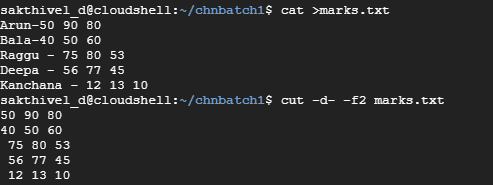 sakthivel_d@cloudshell:~/chnbatch1$ cat >marks.txt
Arun-50 90 80
Bala-40 50 60
Raggu - 75 80 53
Deepa - 56 77 45
Kanchana - 12 13 10
sakthivel_d@cloudshell:~/chnbatch1$ cut -d- -f2 marks.txt
50 90 80
40 50 60
 75 80 53
 56 77 45
 12 13 10